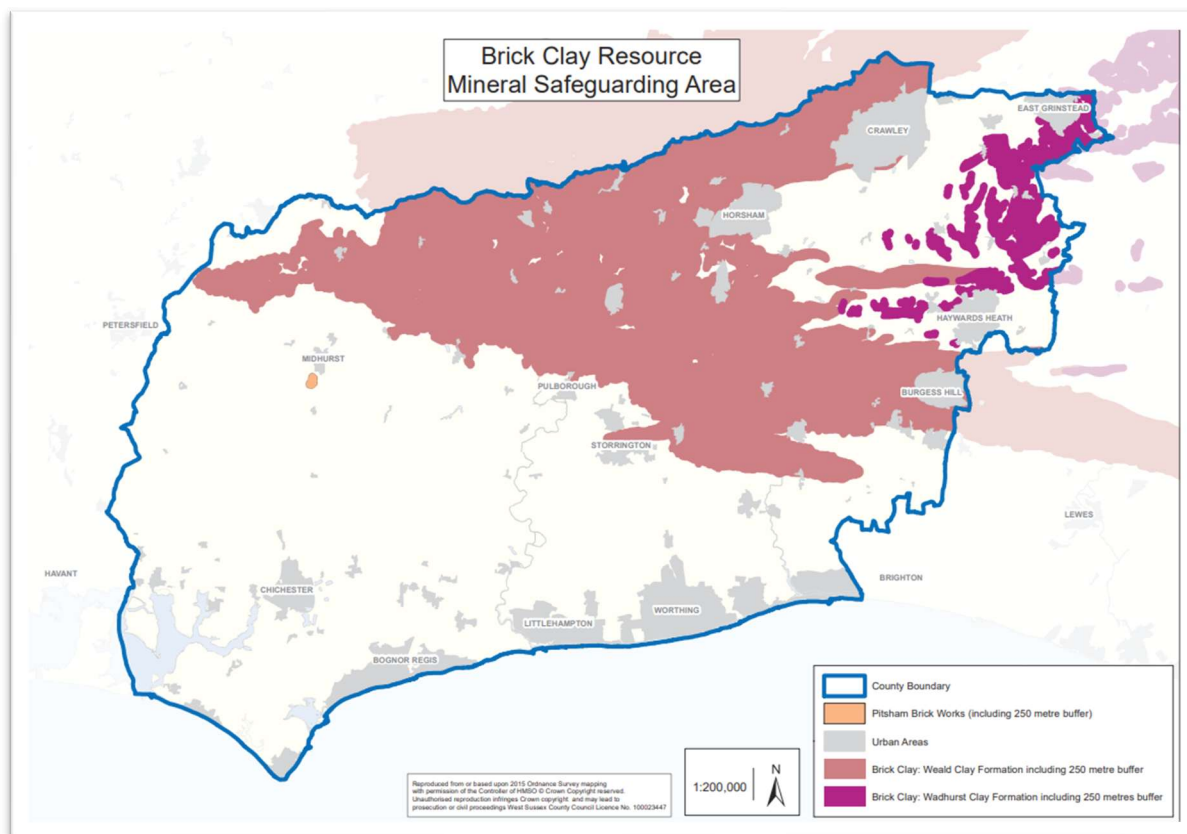 Brick Clay Resource
Mineral Safeguarding Area
EAST GRINSTEAD
CRAWLEY
HORSHAM
PETERSFIELD
HAYWARDS HEATH
MIDHURST
PULBOROUGH
BURGESS HILL
STORRINGTON
LEWES
HAVANT
BRIGHTON
CHICHESTER
WORTHING
LITTLEHAMPTON
BOGNOR REGIS
County Boundary
Pitsham Brick Works (including 250 metre buffer)
Urban Areas
Brick Clay: Weald Clay Formation including 250 metre buffer
Brick Clay: Wadhurst Clay Formation including 250 metres buffer
1:200,000
N
Reproduced from or based upon 2015 Ordnance Survey mapping
with permission of the Controller of HMSO © Crown Copyright reserved.
Unauthorised reproduction infringes Crown copyright and may lead to
prosecution or civil proceedings West Sussex County Council Licence No. 100023447